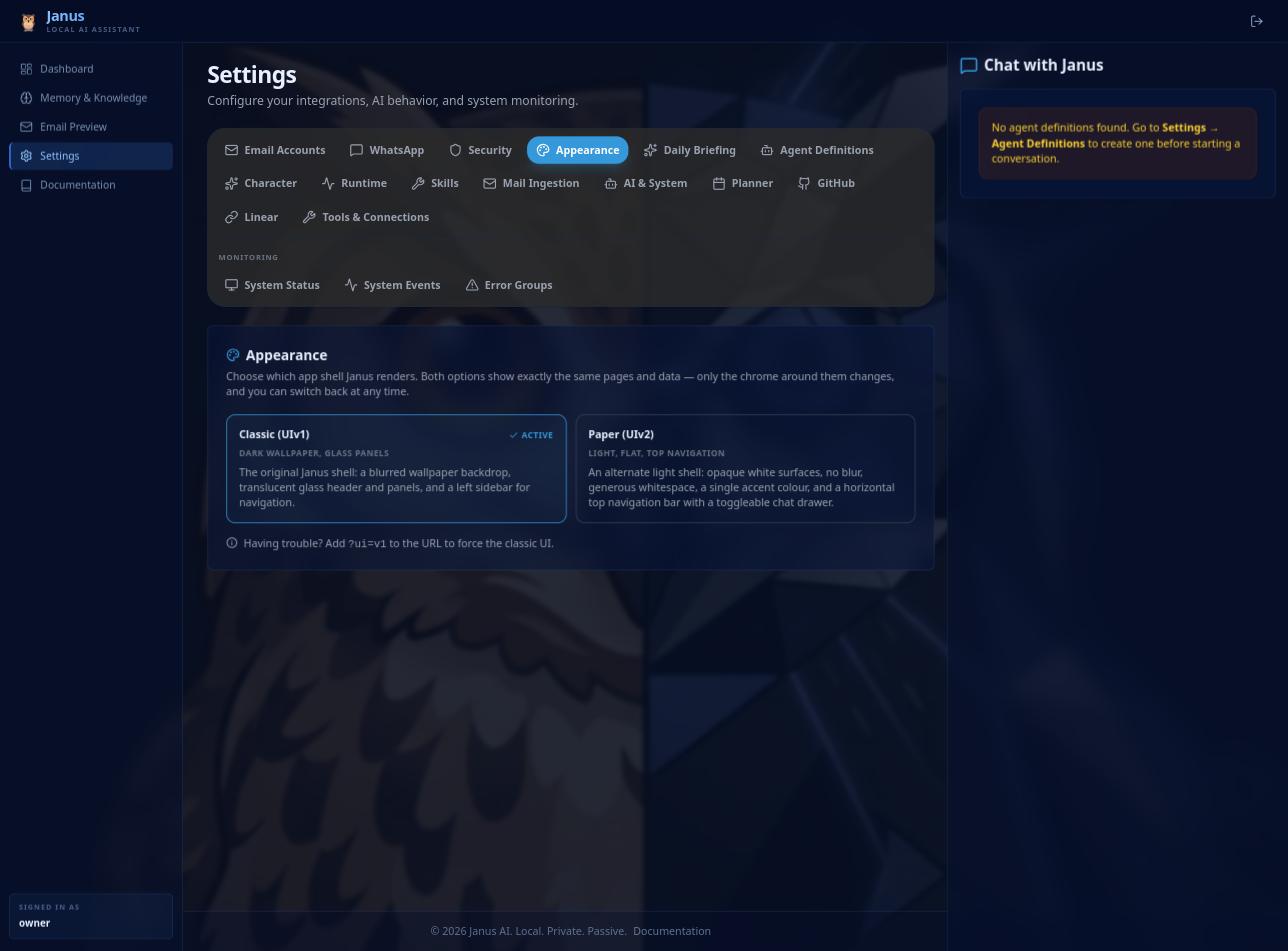 Janus
LOCAL AI ASSISTANT
Dashboard
Memory & Knowledge
Email Preview
Settings
Documentation
SIGNED IN AS
owner
Settings
Configure your integrations, AI behavior, and system monitoring.
Email Accounts WhatsApp Security Appearance Daily Briefing Agent Definitions
Character Runtime Skills Mail Ingestion AI & System Planner GitHub
Linear Tools & Connections
MONITORING
System Status System Events Error Groups
Appearance
Choose which app shell Janus renders. Both options show exactly the same pages and data — only the chrome around them changes,
and you can switch back at any time.
Classic (UIv1) ACTIVE
DARK WALLPAPER, GLASS PANELS
The original Janus shell: a blurred wallpaper backdrop,
translucent glass header and panels, and a left sidebar for
navigation.
Paper (UIv2)
LIGHT, FLAT, TOP NAVIGATION
An alternate light shell: opaque white surfaces, no blur,
generous whitespace, a single accent colour, and a horizontal
top navigation bar with a toggleable chat drawer.
Having trouble? Add ?ui=v1 to the URL to force the classic UI.
© 2026 Janus AI. Local. Private. Passive. Documentation
Chat with Janus
No agent definitions found. Go to Settings →
Agent Definitions to create one before starting a
conversation.